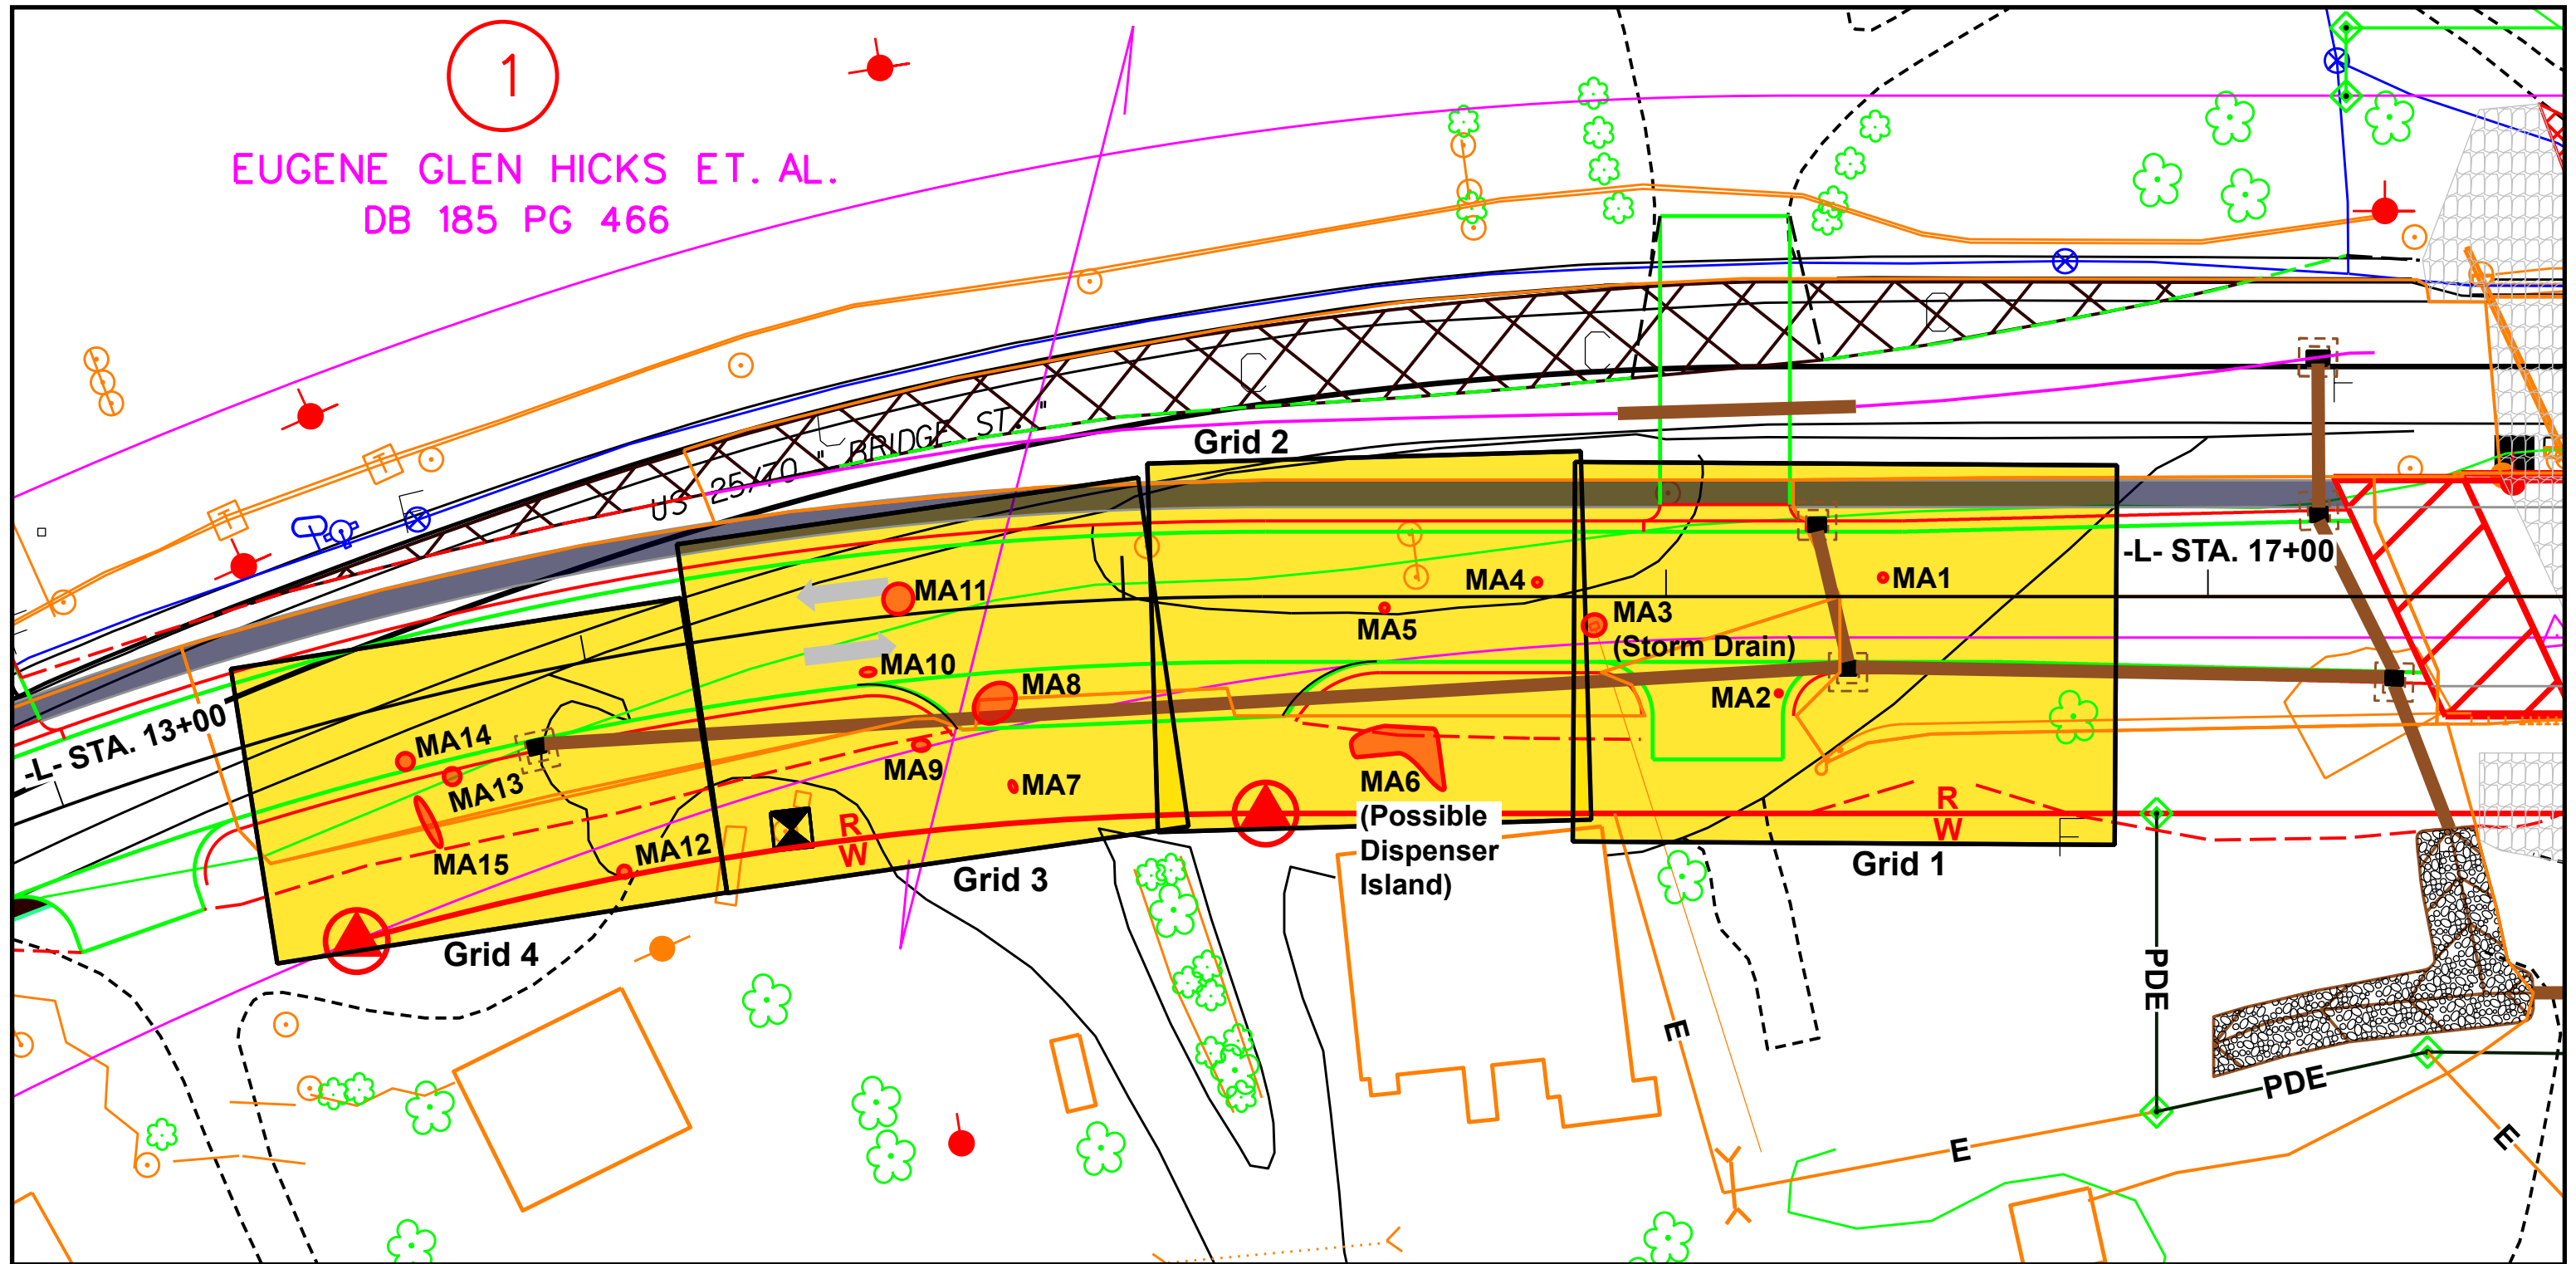 1
EUGENE GLEN HICKS ET. AL.
DB 185 PG 466
US 25/70 " BRIDGE ST. "
C
C
C
C
E
F
T
T
Grid 2
-L- STA. 17+00
MA4
MA1
MA11
MA5
MA3
(Storm Drain)
MA10
MA8
MA2
-L- STA. 13+00
MA14
MA13
MA9
MA7
MA6
(Possible
Dispenser
Island)
R
W
R
W
F
MA15
MA12
Grid 3
Grid 1
Grid 4
PDE
E
PDE
E
E